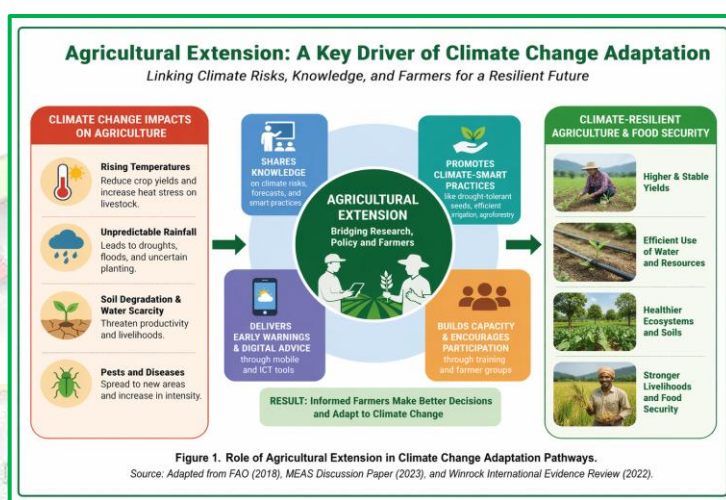 Agricultural Extension: A Key Driver of Climate Change Adaptation
Linking Climate Risks, Knowledge, and Farmers for a Resilient Future
CLIMATE CHANGE IMPACTS
ON AGRICULTURE
Rising Temperatures
Reduce crop yields and
increase heat stress on
livestock.
Unpredictable Rainfall
Leads to droughts,
floods, and uncertain
planting.
Soil Degradation &
Water Scarcity
Threaten productivity
and livelihoods.
Pests and Diseases
Spread to new areas
and increase in intensity.
SHARES
KNOWLEDGE
on climate risks,
forecasts, and
smart practices
PROMOTES
CLIMATE-SMART
PRACTICES
like drought-tolerant
seeds, efficient
irrigation, agroforestry
AGRICULTURAL
EXTENSION
Bridging Research,
Policy and Farmers
DELIVERS
EARLY WARNINGS
& DIGITAL ADVICE
through mobile
and ICT tools
BUILDS CAPACITY
& ENCOURAGES
PARTICIPATION
through training
and farmer groups
RESULT: Informed Farmers Make Better Decisions
and Adapt to Climate Change
CLIMATE-RESILIENT
AGRICULTURE & FOOD SECURITY
Higher & Stable
Yields
Efficient Use
of Water
and Resources
Healthier
Ecosystems
and Soils
Stronger
Livelihoods
and Food
Security
Figure 1. Role of Agricultural Extension in Climate Change Adaptation Pathways.
Source: Adapted from FAO (2018), MEAS Discussion Paper (2023), and Winrock International Evidence Review (2022).